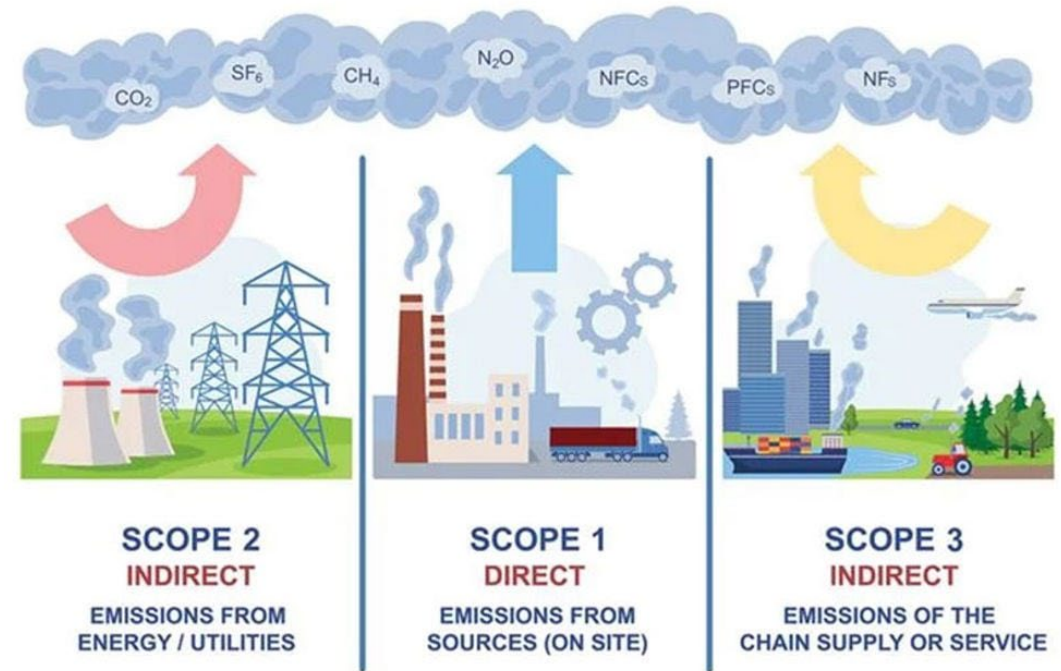 CO₂
SF₆
CH₄
N₂O
NFCs
PFCs
NFs
SCOPE 2
INDIRECT
EMISSIONS FROM
ENERGY / UTILITIES
SCOPE 1
DIRECT
EMISSIONS FROM
SOURCES (ON SITE)
SCOPE 3
INDIRECT
EMISSIONS OF THE
CHAIN SUPPLY OR SERVICE